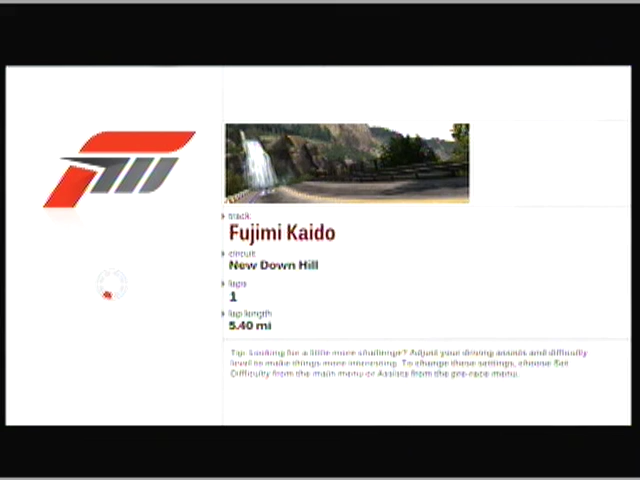 track
Fujimi Kaido
circuit
New Down Hill
laps
1
lap length
5.40 mi
Tip: Looking for a little more challenge? Adjust your driving assists and difficulty
level to make things more interesting. To change these settings, choose Set
Difficulty from the main menu or Assists from the pre-race menu.